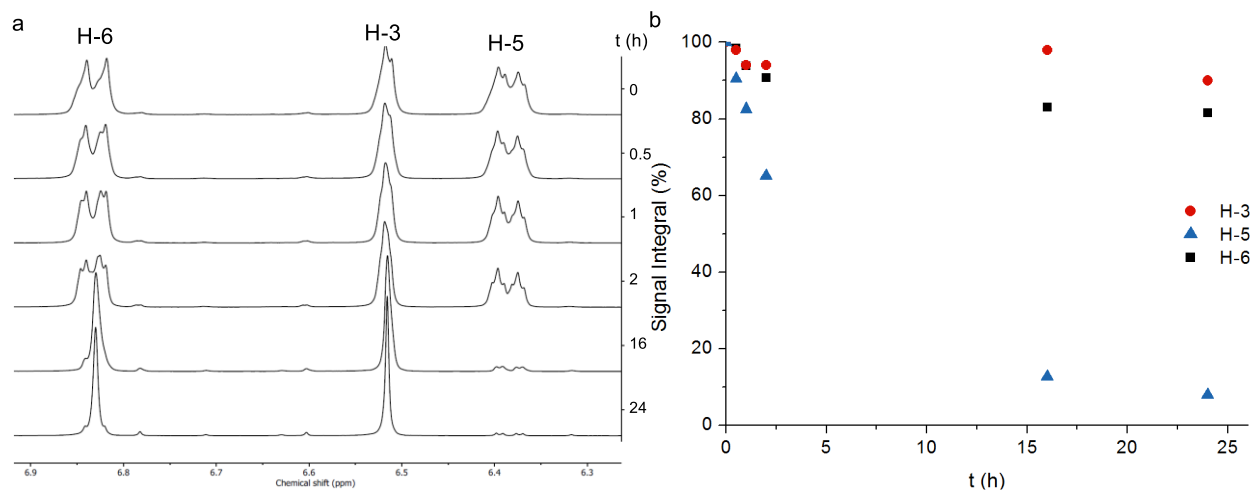 a
H-6
H-3
H-5
t (h)
0
0.5
1
2
16
24
6.9
6.8
6.7
6.6
6.5
6.4
6.3
Chemical shift (ppm)
b
100
80
60
40
20
0
Signal Integral (%)
H-3
H-5
H-6
0
5
10
15
20
25
t (h)